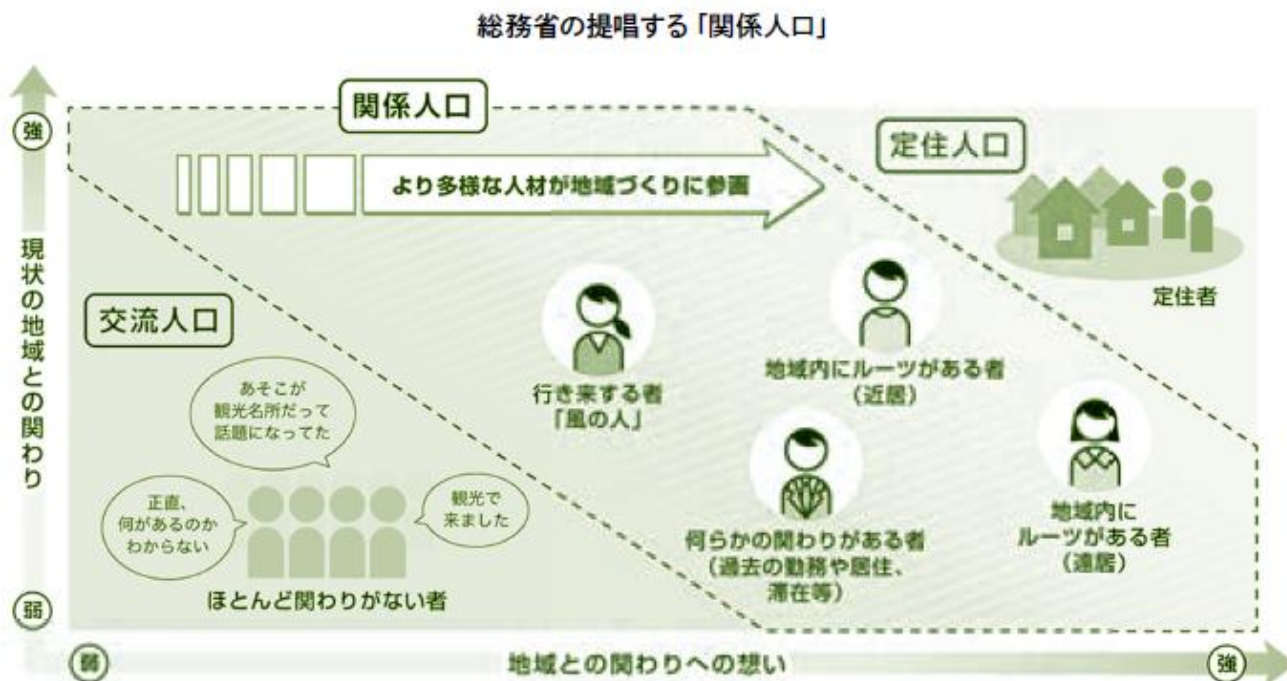 総務省の提唱する「関係人口」
関係人口
強
定住人口
より多様な人材が地域づくりに参画
現状の地域との関わり
定住者
交流人口
地域内にルーツがある者
（近居）
行き来する者
「風の人」
あそこが
観光名所だって
話題になってた
正直、
何があるのか
わからない
観光で
来ました
地域内に
ルーツがある者
（遠居）
何らかの関わりがある者
（過去の勤務や居住、
滞在等）
ほとんど関わりがない者
弱
弱
地域との関わりへの想い
強